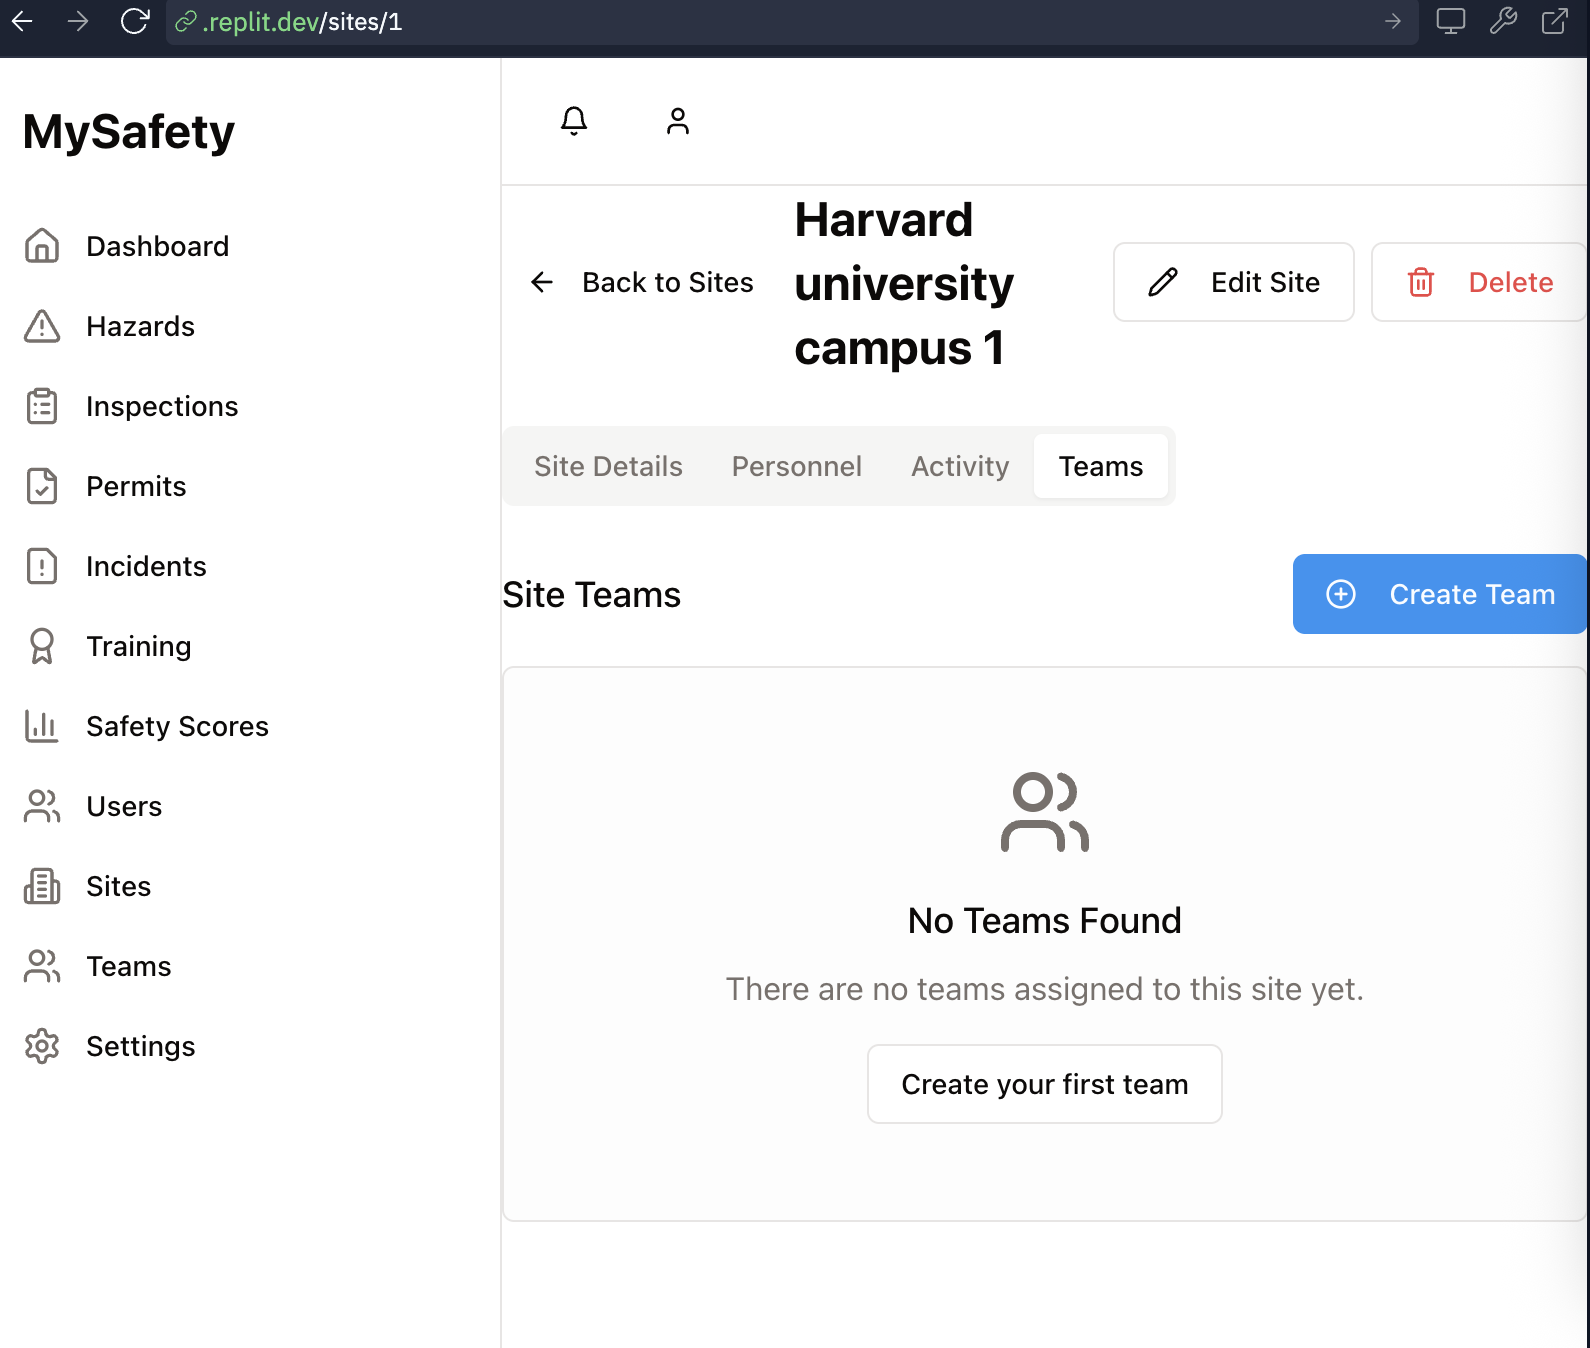 .replit.dev/sites/1
MySafety
Dashboard
Hazards
Inspections
Permits
Incidents
Training
Safety Scores
Users
Sites
Teams
Settings
Back to Sites
Harvard
university
campus 1
Edit Site
Delete
Site Details
Personnel
Activity
Teams
Site Teams
Create Team
No Teams Found
There are no teams assigned to this site yet.
Create your first team